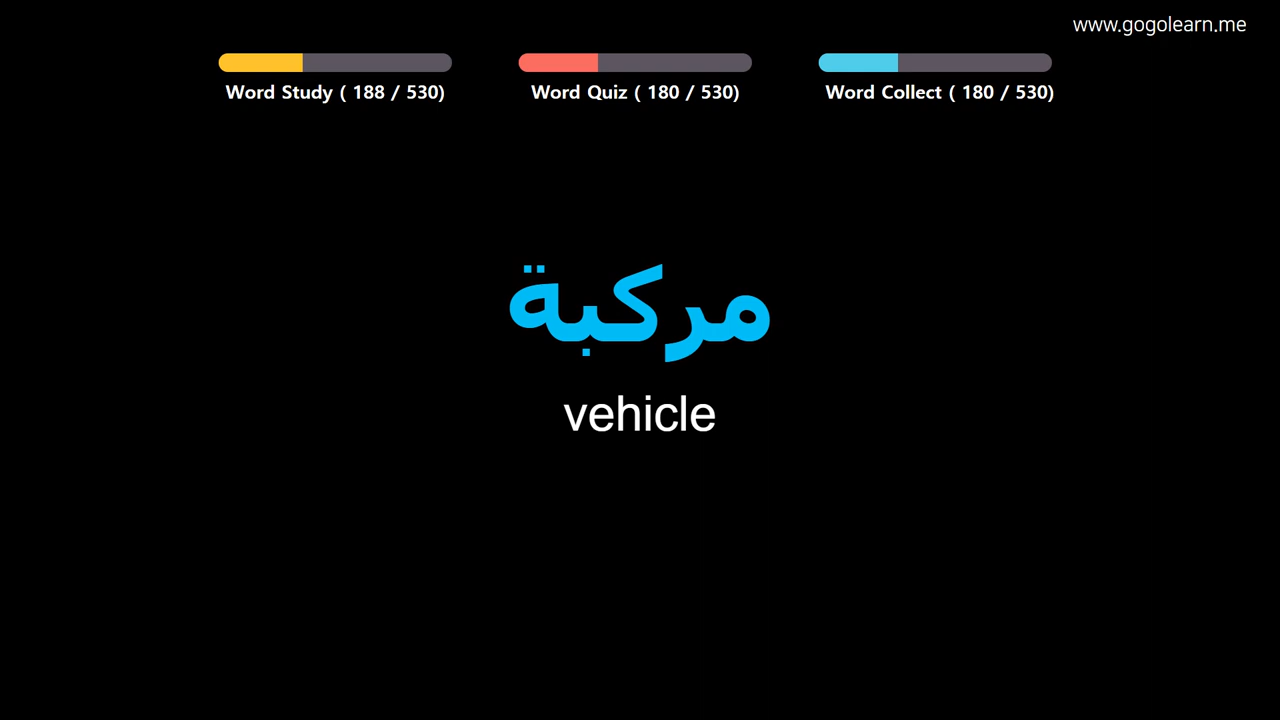 www.gogolearn.me
Word Study ( 188 / 530)
Word Quiz ( 180 / 530)
Word Collect ( 180 / 530)
مركبة
vehicle